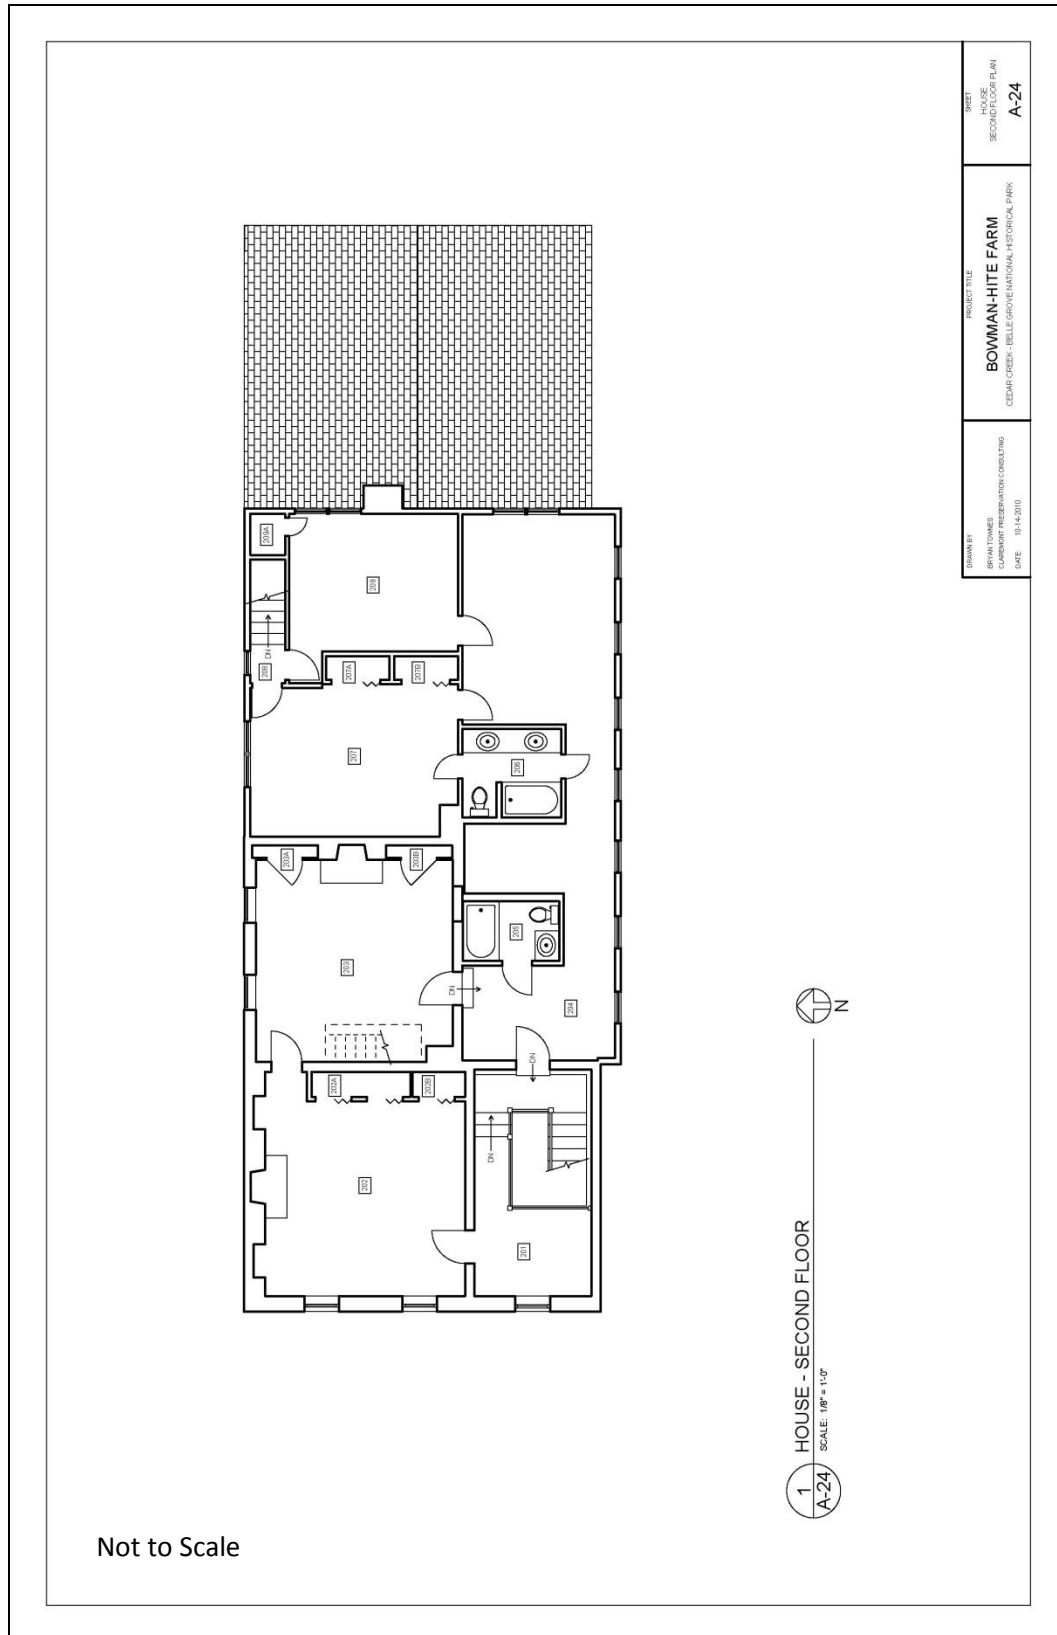 SHEET
HOUSE
SECOND FLOOR PLAN
A-24
PROJECT TITLE
BOWMAN-HITE FARM
CEDAR CREEK - BELLE GROVE NATIONAL HISTORICAL PARK
DRAWN BY
BRYAN TOWNES
CLAREMONT PRESERVATION CONSULTING
DATE: 10-14-2010
209A
209
DN
208
207A
207B
207
206
203A
203B
205
203
DN
204
202A
202B
DN
DN
202
201
N
1
A-24
HOUSE - SECOND FLOOR
SCALE: 1/8" = 1'-0"
Not to Scale